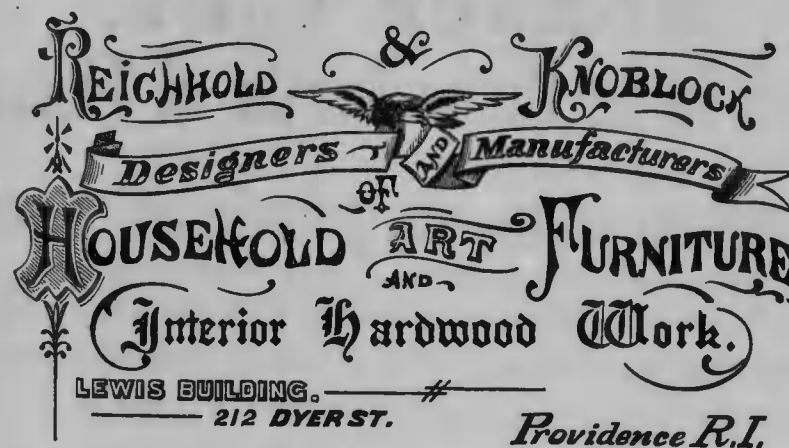 REICHHOLD & KNOBLOCK
Designers AND Manufacturers
OF
HOUSEHOLD ART FURNITURE
AND
Interior Hardwood Work.
LEWIS BUILDING.
212 DYER ST.
Providence R.I.